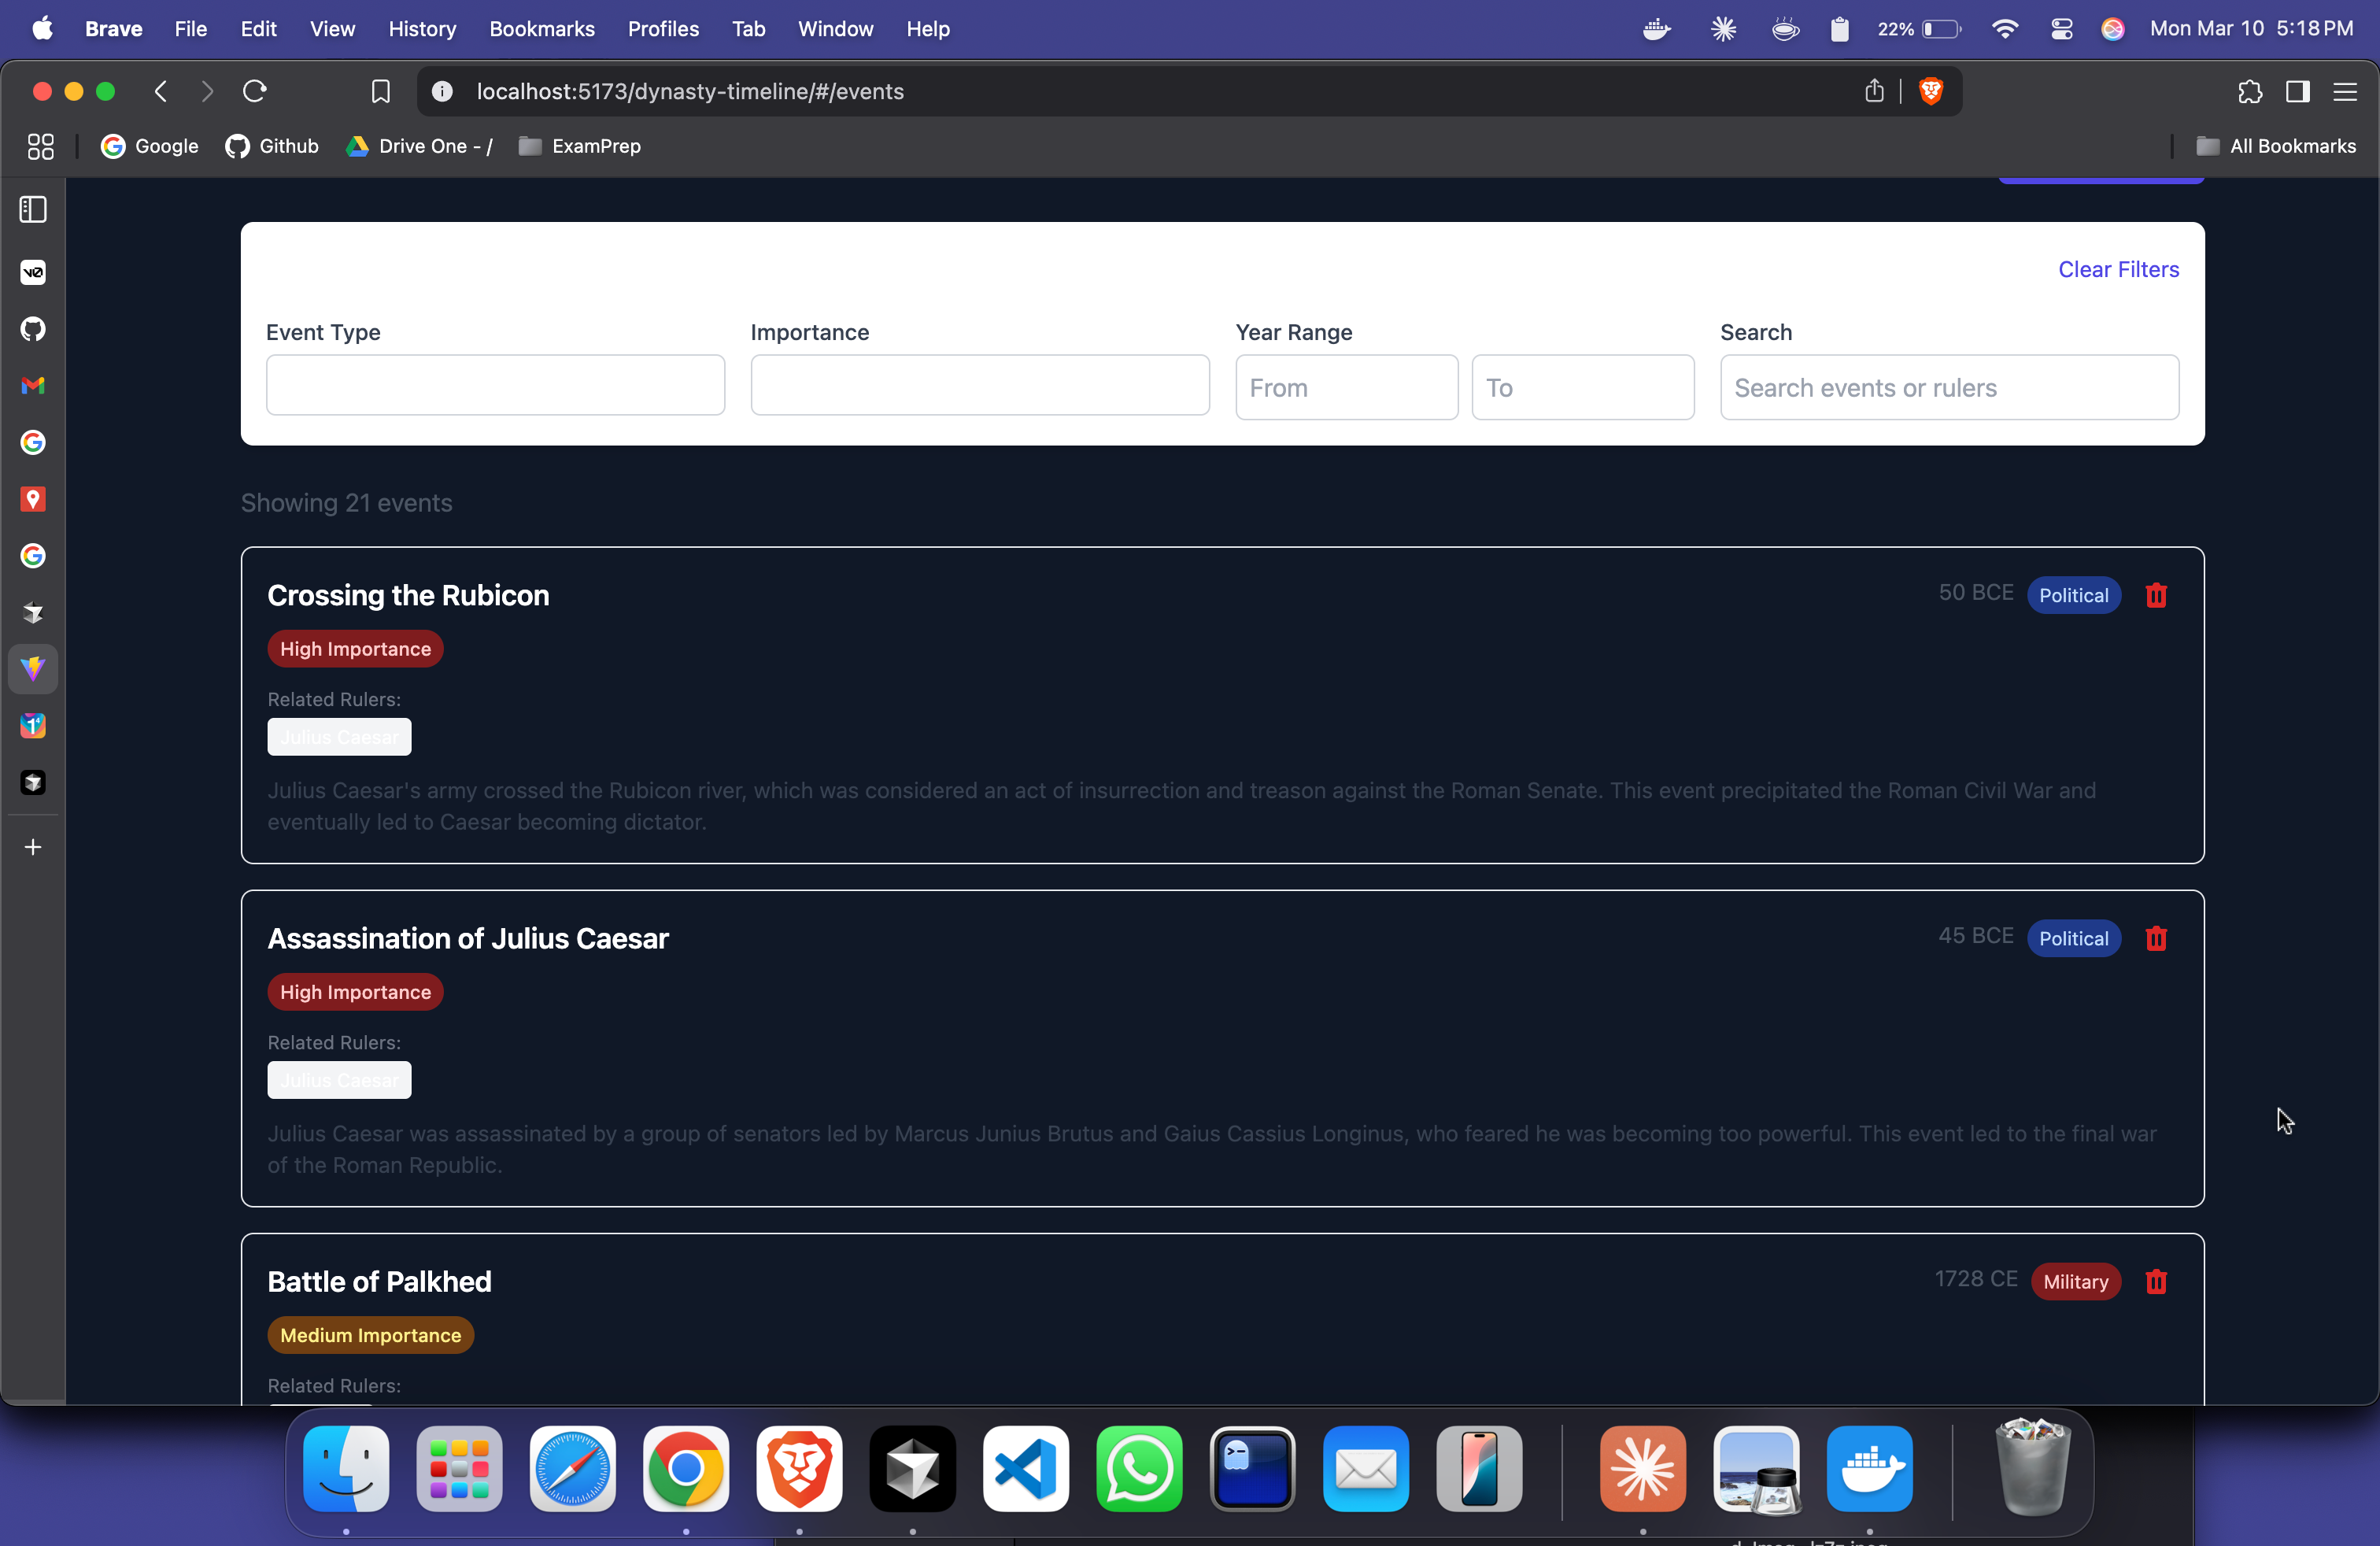 Brave File Edit View History Bookmarks Profiles Tab Window Help 22% Mon Mar 10 5:18 PM
localhost:5173/dynasty-timeline/#/events
Google Github Drive One - / ExamPrep All Bookmarks
Clear Filters
Event Type Importance Year Range Search
From To Search events or rulers
Showing 21 events
Crossing the Rubicon 50 BCE Political
High Importance
Related Rulers:
Julius Caesar
Julius Caesar's army crossed the Rubicon river, which was considered an act of insurrection and treason against the Roman Senate. This event precipitated the Roman Civil War and
eventually led to Caesar becoming dictator.
Assassination of Julius Caesar 45 BCE Political
High Importance
Related Rulers:
Julius Caesar
Julius Caesar was assassinated by a group of senators led by Marcus Junius Brutus and Gaius Cassius Longinus, who feared he was becoming too powerful. This event led to the final war
of the Roman Republic.
Battle of Palkhed 1728 CE Military
Medium Importance
Related Rulers: